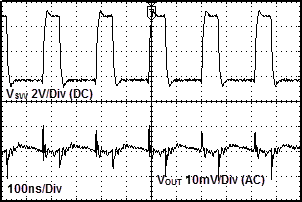 VSW 2V/Div (DC)
VOUT 10mV/Div (AC)
100ns/Div